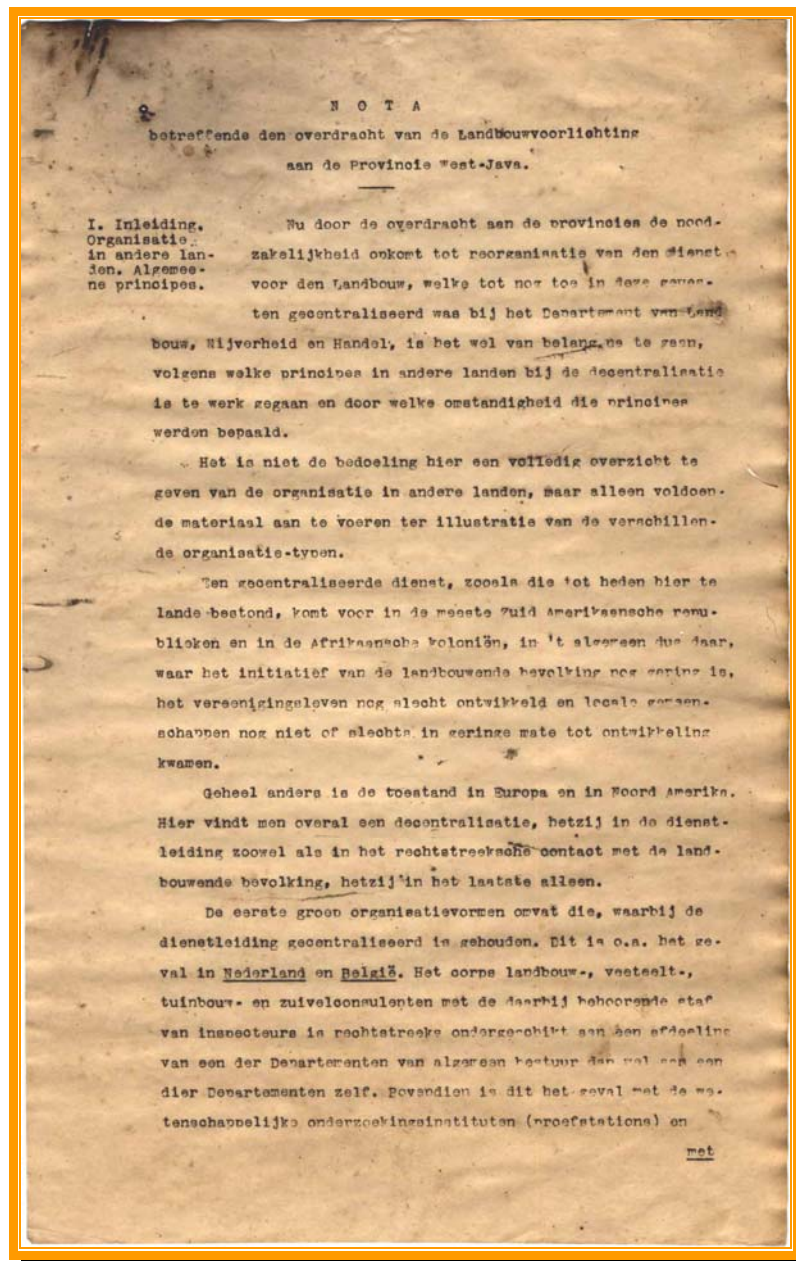 N O T A
betreffende den overdracht van de Landbouwvoorlichting
aan de Provincie West-Java.
I. Inleiding.
Organisatie
in andere lan-
den. Algemee-
ne principes.
Nu door de overdracht aan de provincies de nood-
zakelijkheid opkomt tot reorganisatie van den dienst
voor den Landbouw, welke tot nog toe in deze gewes-
ten gecentraliseerd was bij het Departement van Land
bouw, Nijverheid en Handel, is het wel van belang na te gaan,
volgens welke principes in andere landen bij de decentralisatie
is te werk gegaan en door welke omstandigheid die principes
werden bepaald.
Het is niet de bedoeling hier een volledig overzicht te
geven van de organisatie in andere landen, maar alleen voldoen-
de materiaal aan te voeren ter illustratie van de verschillen-
de organisatie-typen.
Een gecentraliseerde dienst, zooals die tot heden hier te
lande bestond, komt voor in de meeste Zuid Amerikaansche repu-
blieken en in de Afrikaansche koloniën, in 't algemeen dus daar,
waar het initiatief van de landbouwende bevolking nog gering is,
het vereenigingsleven nog slecht ontwikkeld en locale gemeen-
schappen nog niet of slechts in geringe mate tot ontwikkeling
kwamen.
Geheel anders is de toestand in Europa en in Noord Amerika.
Hier vindt men overal een decentralisatie, hetzij in de dienst-
leiding zoowel als in het rechtstreeksche contact met de land-
bouwende bevolking, hetzij in het laatste alleen.
De eerste groep organisatievormen omvat die, waarbij de
dienstleiding gecentraliseerd is gehouden. Dit is o.a. het ge-
val in Nederland en België. Het corps landbouw-, veeteelt-,
tuinbouw- en zuivelconsulenten met de daarbij behoorende staf
van inspecteurs is rechtstreeks ondergeschikt aan een afdeeling
van een der Departementen van algemeen bestuur dan wel aan een
dier Departementen zelf. Bovendien is dit het geval met de we-
tenschappelijke onderzoekingsinstituten (proefstations) en
met